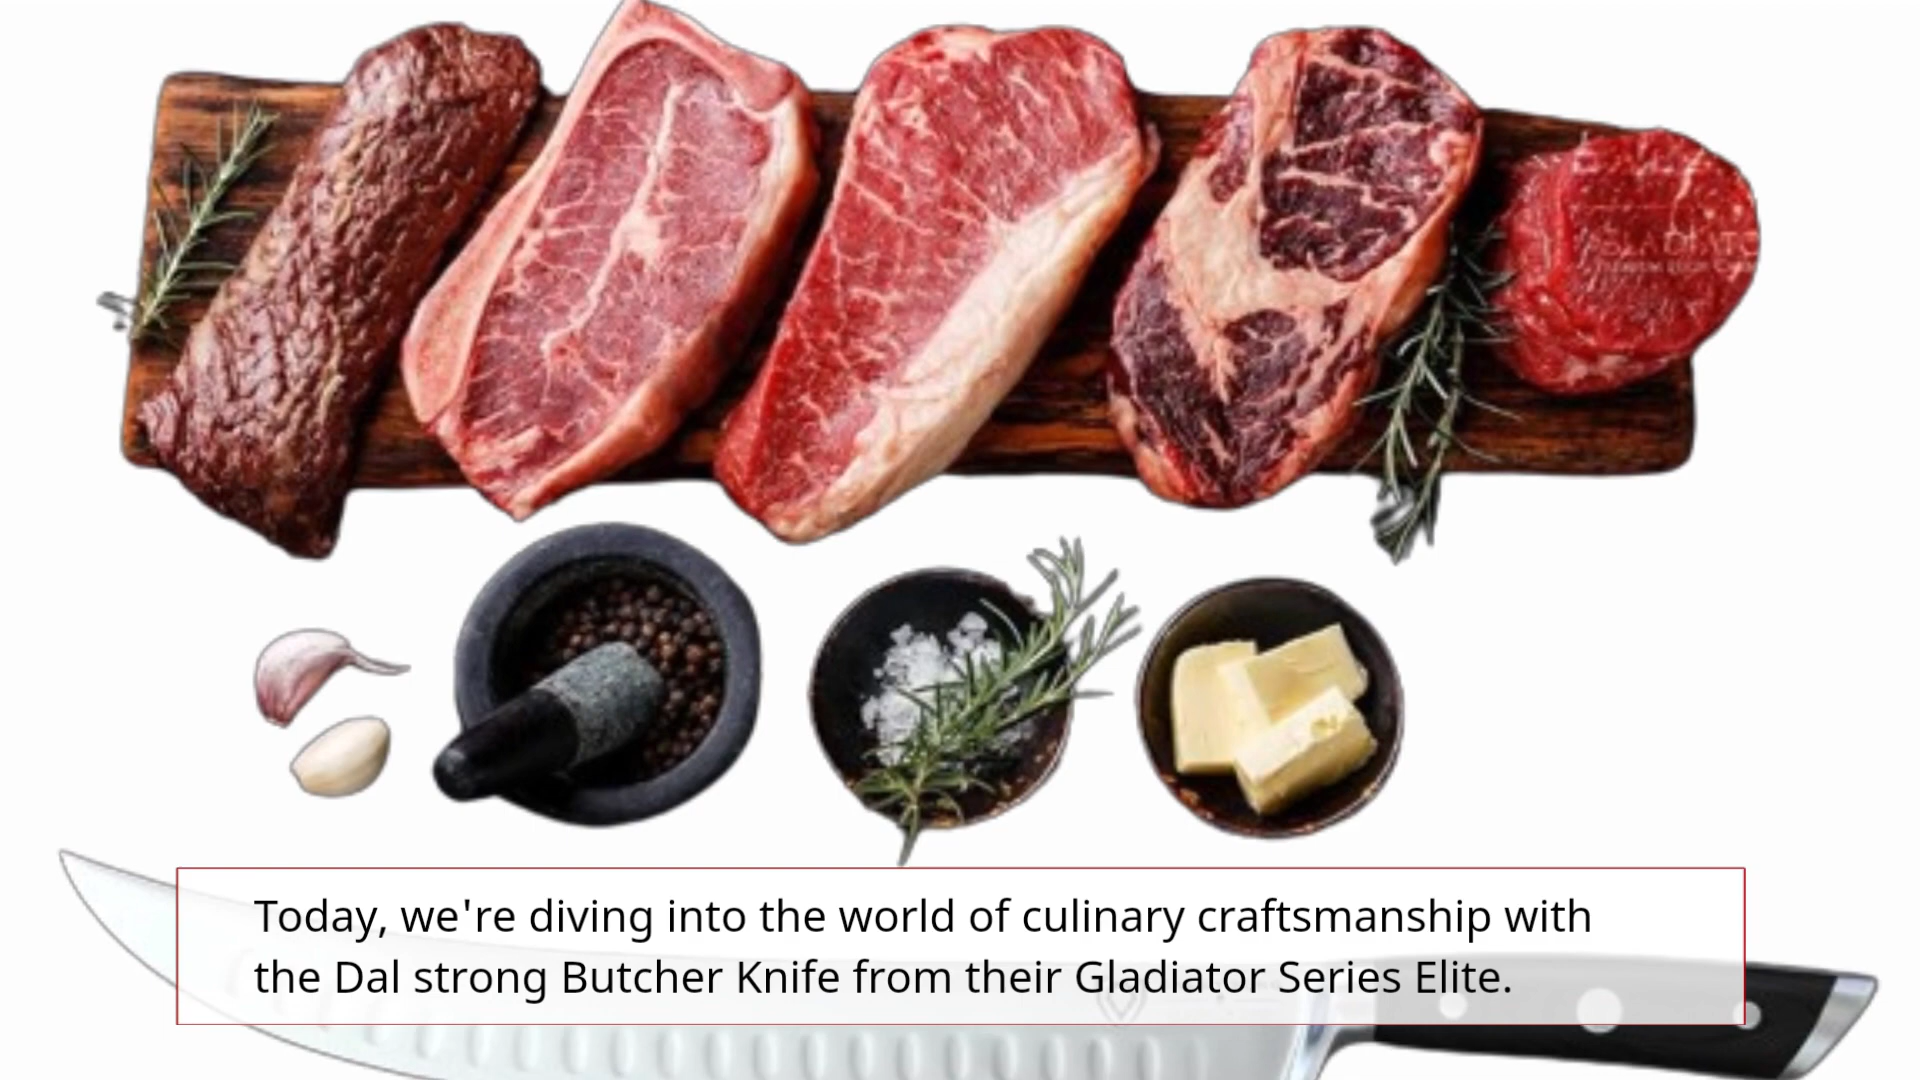 Today, we're diving into the world of culinary craftsmanship with
the Dal strong Butcher Knife from their Gladiator Series Elite.